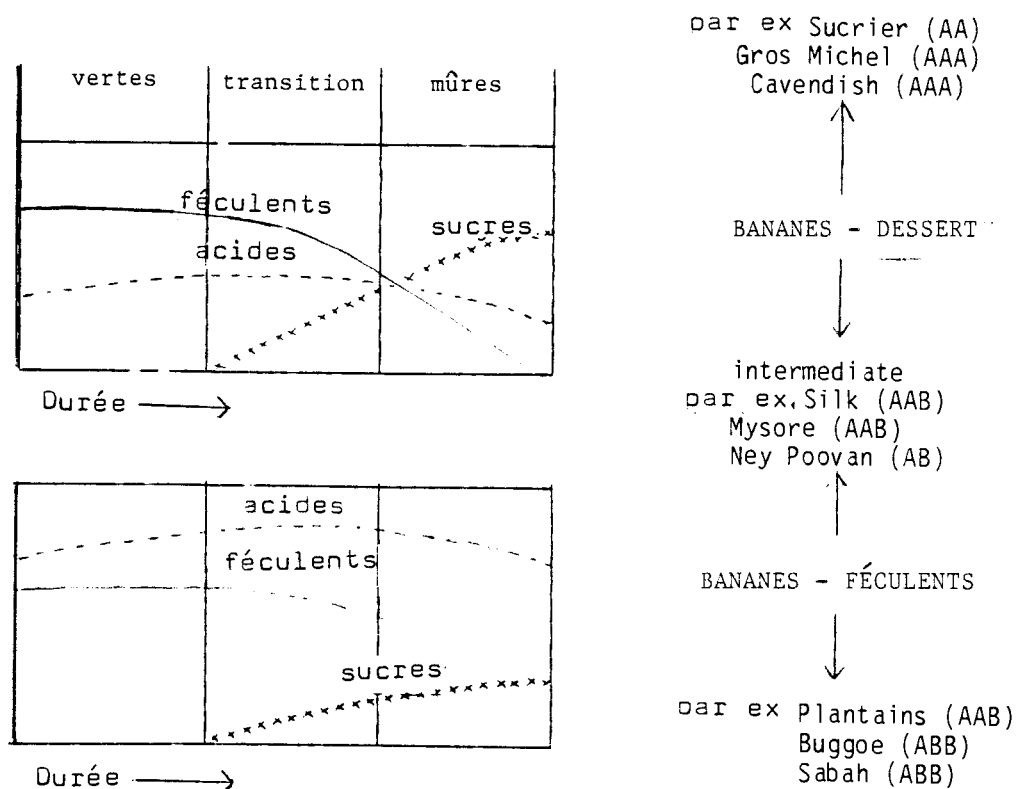 vertes transition mûres
féculents
sucres
acides
Durée
acides
féculents
sucres
Durée
par ex Sucrier (AA)
Gros Michel (AAA)
Cavendish (AAA)
BANANES - DESSERT
intermediate
par ex. Silk (AAB)
Mysore (AAB)
Ney Poovan (AB)
BANANES - FÉCULENTS
par ex Plantains (AAB)
Buggoe (ABB)
Sabah (ABB)